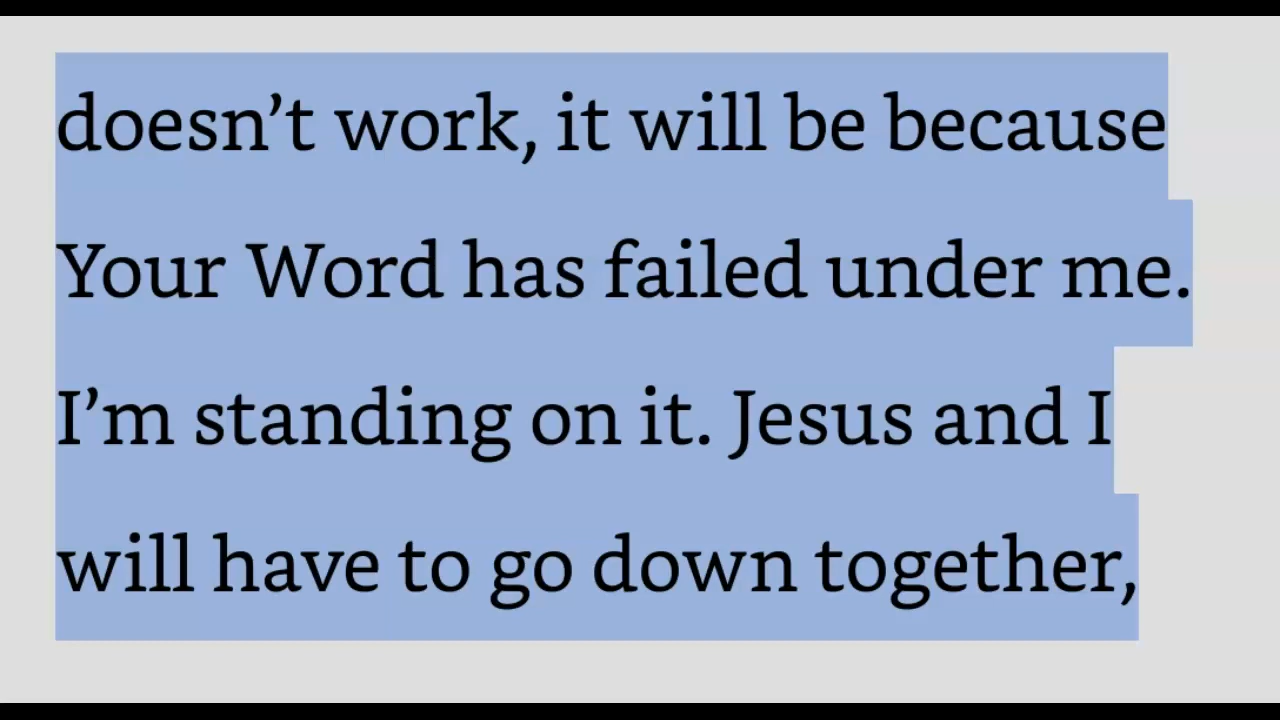 doesn’t work, it will be because
Your Word has failed under me.
I’m standing on it. Jesus and I
will have to go down together,